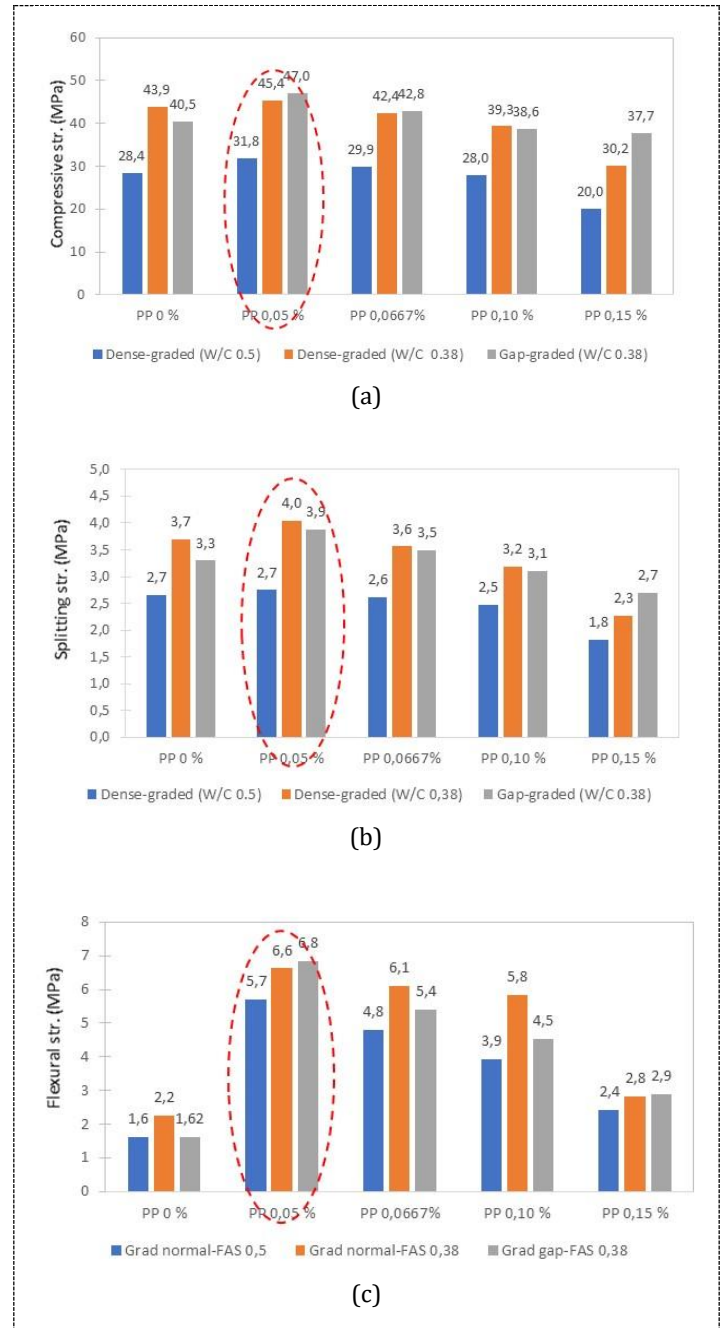 Compressive str. (MPa)
60
50
40
30
20
10
0
28,4
43,9
40,5
31,8
45,4
47,0
29,9
42,4
42,8
28,0
39,3
38,6
20,0
30,2
37,7
PP 0 %
PP 0,05 %
PP 0,0667%
PP 0,10 %
PP 0,15 %
Dense-graded (W/C 0.5)
Dense-graded (W/C 0.38)
Gap-graded (W/C 0.38)
(a)
Splitting str. (MPa)
5,0
4,5
4,0
3,5
3,0
2,5
2,0
1,5
1,0
0,5
0,0
2,7
3,7
3,3
2,7
4,0
3,9
2,6
3,6
3,5
2,5
3,2
3,1
1,8
2,3
2,7
PP 0 %
PP 0,05 %
PP 0,0667%
PP 0,10 %
PP 0,15 %
Dense-graded (W/C 0.5)
Dense-graded (W/C 0,38)
Gap-graded (W/C 0.38)
(b)
Flexural str. (MPa)
8
7
6
5
4
3
2
1
0
1,6
2,2
1,62
5,7
6,6
6,8
4,8
6,1
5,4
3,9
5,8
4,5
2,4
2,8
2,9
PP 0 %
PP 0,05 %
PP 0,0667%
PP 0,10 %
PP 0,15 %
Grad normal-FAS 0,5
Grad normal-FAS 0,38
Grad gap-FAS 0,38
(c)